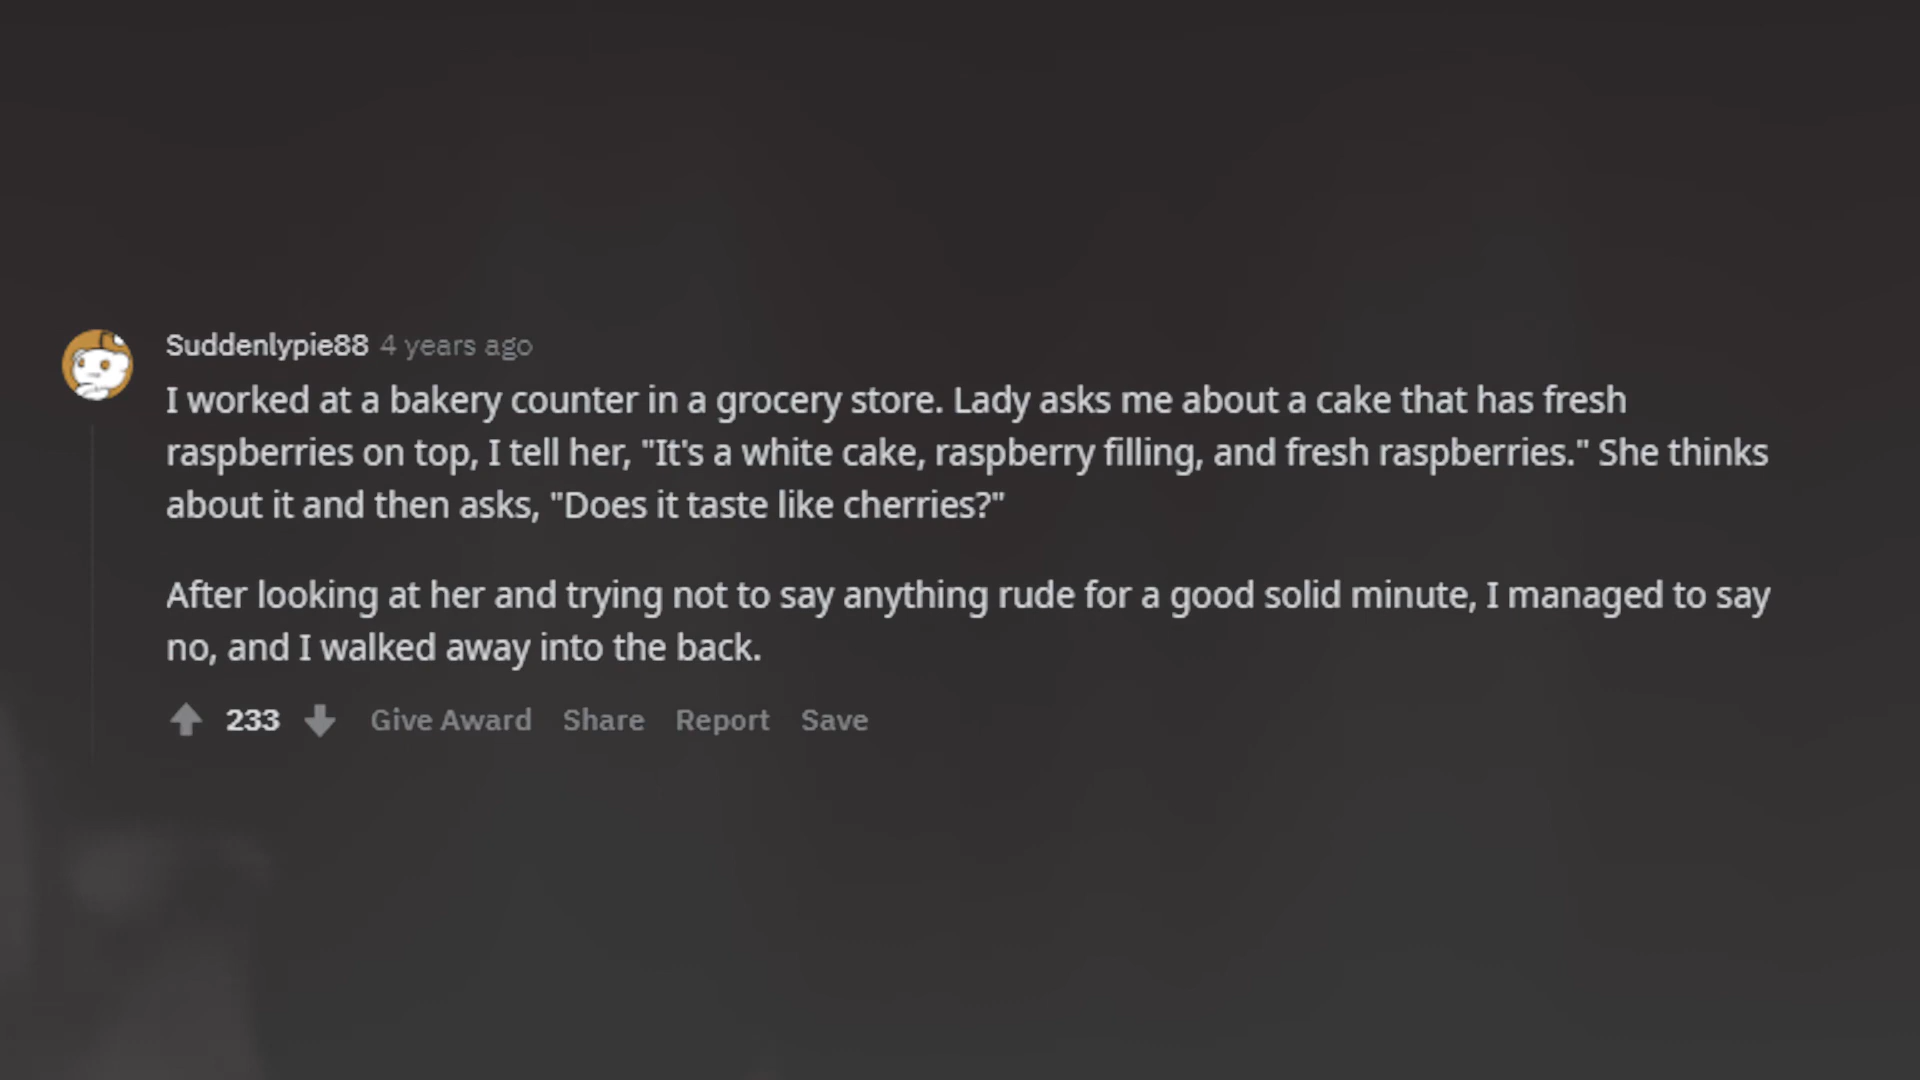 Suddenlypie88 4 years ago
I worked at a bakery counter in a grocery store. Lady asks me about a cake that has fresh
raspberries on top, I tell her, "It's a white cake, raspberry filling, and fresh raspberries." She thinks
about it and then asks, "Does it taste like cherries?"
After looking at her and trying not to say anything rude for a good solid minute, I managed to say
no, and I walked away into the back.
233 Give Award Share Report Save